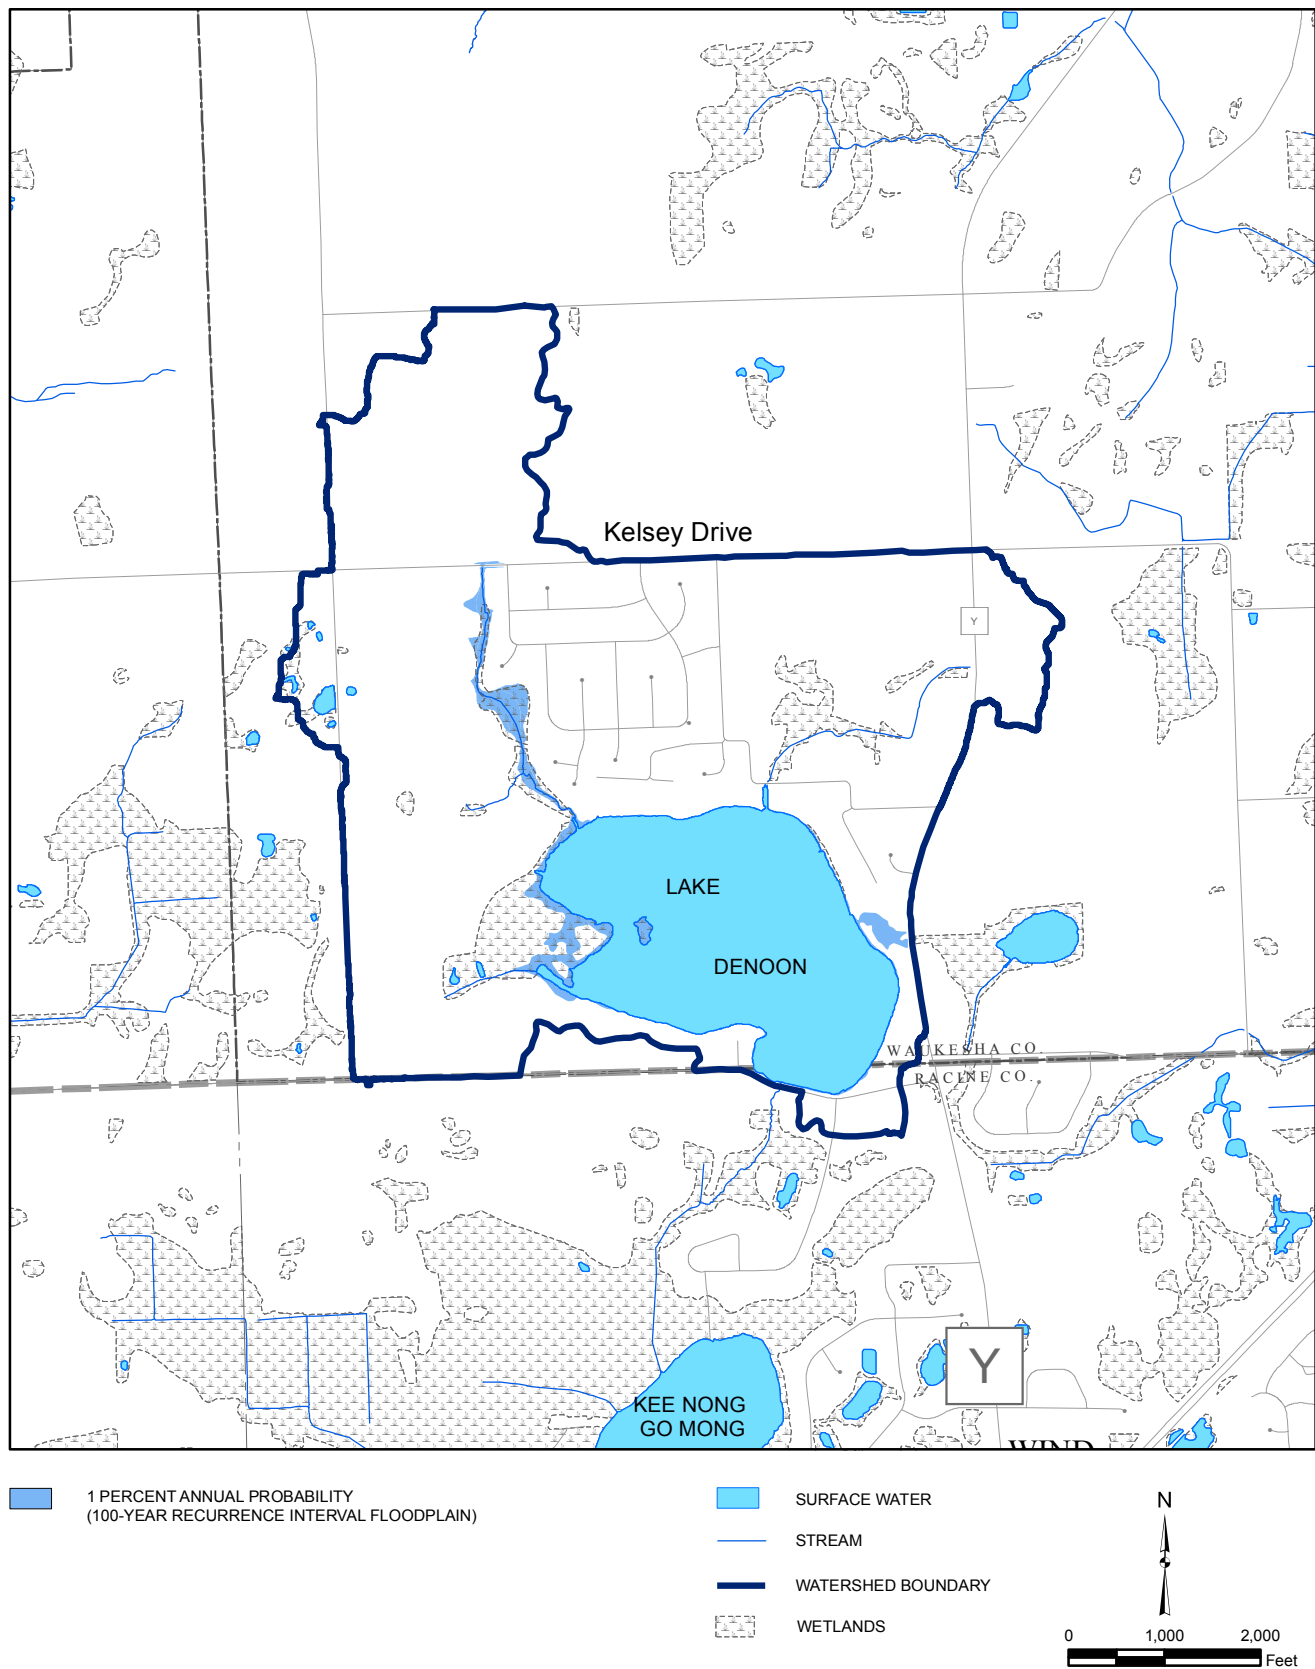 Kelsey Drive
Y
LAKE
DENOON
WAUKESHA CO.
RACINE CO.
Y
KEE NONG
GO MONG
WIND
1 PERCENT ANNUAL PROBABILITY
(100-YEAR RECURRENCE INTERVAL FLOODPLAIN)
SURFACE WATER
STREAM
WATERSHED BOUNDARY
WETLANDS
N
0 1,000 2,000
Feet